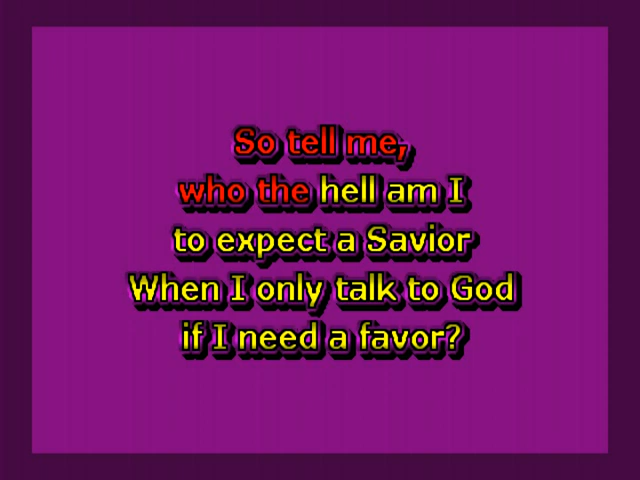 So tell me,
who the hell am I
to expect a Savior
When I only talk to God
if I need a favor?